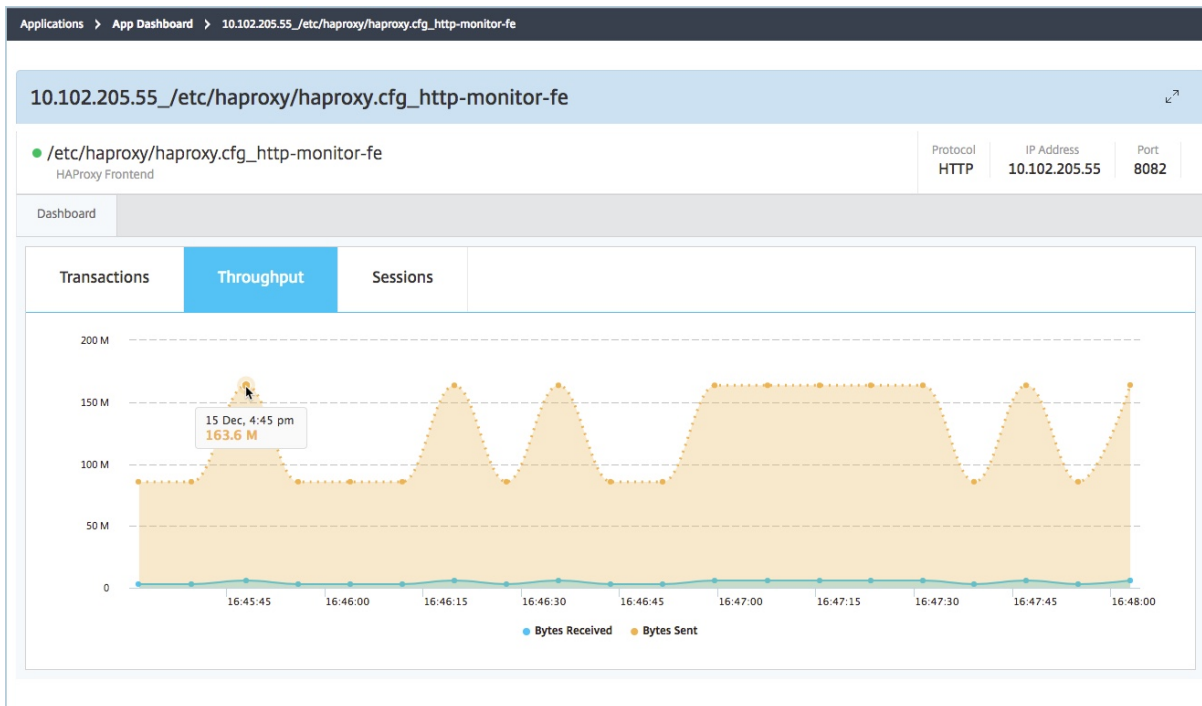 Applications > App Dashboard > 10.102.205.55_/etc/haproxy/haproxy.cfg_http-monitor-fe
10.102.205.55_/etc/haproxy/haproxy.cfg_http-monitor-fe
/etc/haproxy/haproxy.cfg_http-monitor-fe
HAProxy Frontend
Protocol IP Address Port
HTTP 10.102.205.55 8082
Dashboard
Transactions Throughput Sessions
200 M
150 M
15 Dec, 4:45 pm
163.6 M
100 M
50 M
0
16:45:45 16:46:00 16:46:15 16:46:30 16:46:45 16:47:00 16:47:15 16:47:30 16:47:45 16:48:00
Bytes Received Bytes Sent